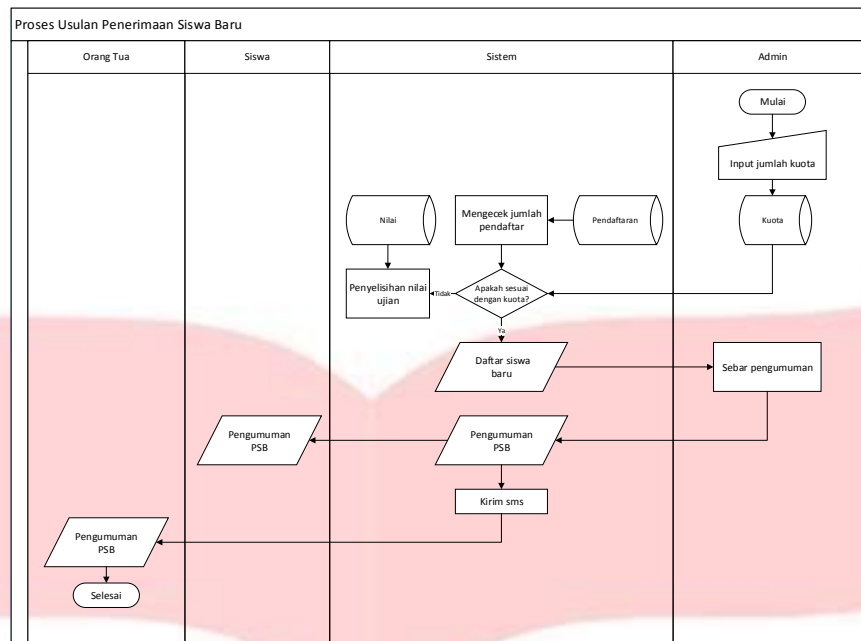 Proses Usulan Penerimaan Siswa Baru
Orang Tua
Siswa
Sistem
Admin
Mulai
Input jumlah kuota
Nilai
Mengecek jumlah
pendaftar
Pendaftaran
Kuota
Penyelisihan nilai
ujian
Tidak
Apakah sesuai
dengan kuota?
Ya
Daftar siswa
baru
Sebar pengumuman
Pengumuman
PSB
Pengumuman
PSB
Kirim sms
Pengumuman
PSB
Selesai